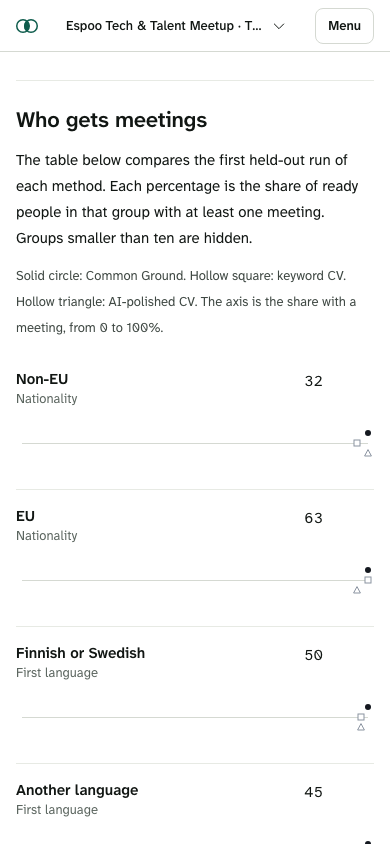 Espoo Tech & Talent Meetup · T...
Menu
Who gets meetings
The table below compares the first held-out run of
each method. Each percentage is the share of ready
people in that group with at least one meeting.
Groups smaller than ten are hidden.
Solid circle: Common Ground. Hollow square: keyword CV.
Hollow triangle: AI-polished CV. The axis is the share with a
meeting, from 0 to 100%.
Non-EU
32
Nationality
EU
63
Nationality
Finnish or Swedish
50
First language
Another language
45
First language